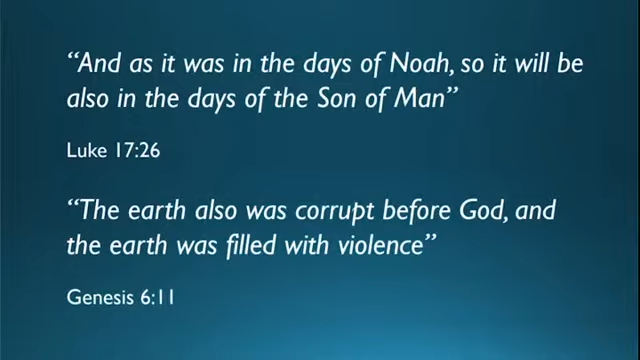 “And as it was in the days of Noah, so it will be
also in the days of the Son of Man”
Luke 17:26
“The earth also was corrupt before God, and
the earth was filled with violence”
Genesis 6:11